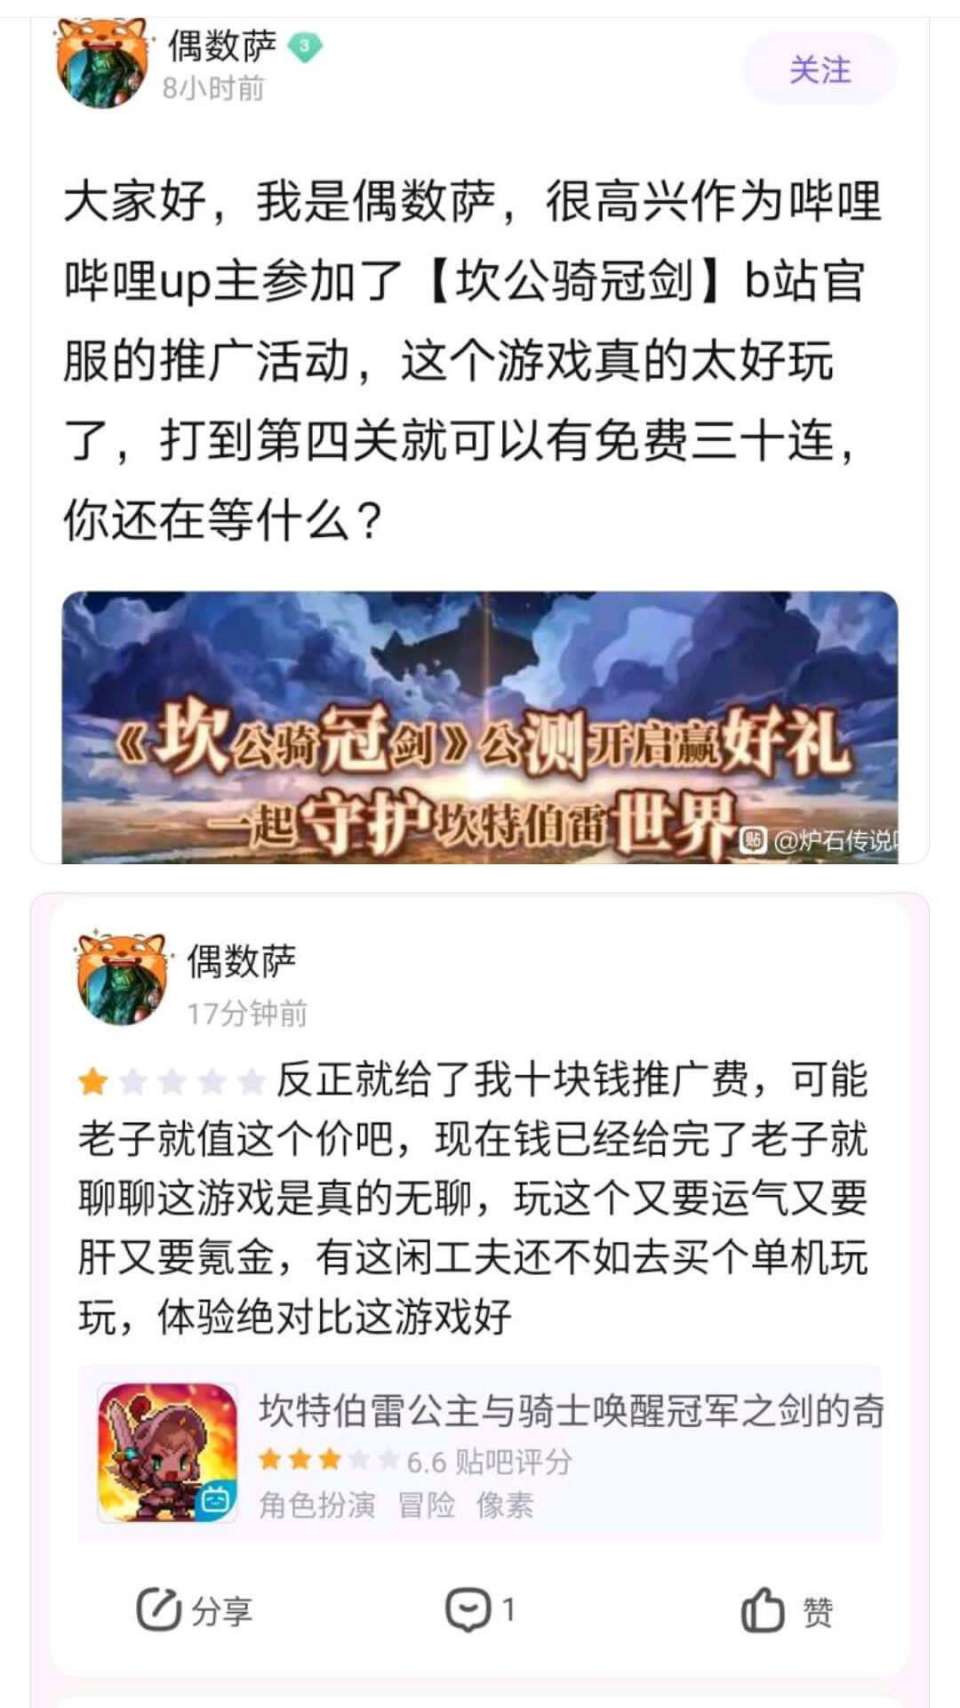 偶数萨 3
8小时前
关注
大家好，我是偶数萨，很高兴作为哔哩
哔哩up主参加了【坎公骑冠剑】b站官
服的推广活动，这个游戏真的太好玩
了，打到第四关就可以有免费三十连，
你还在等什么？
《坎公骑冠剑》公测开启赢好礼
一起守护坎特伯雷世界
贴 @炉石传说
偶数萨
17分钟前
反正就给了我十块钱推广费，可能
老子就值这个价吧，现在钱已经给完了老子就
聊聊这游戏是真的无聊，玩这个又要运气又要
肝又要氪金，有这闲工夫还不如去买个单机玩
玩，体验绝对比这游戏好
坎特伯雷公主与骑士唤醒冠军之剑的奇
6.6 贴吧评分
角色扮演 冒险 像素
分享
1
赞